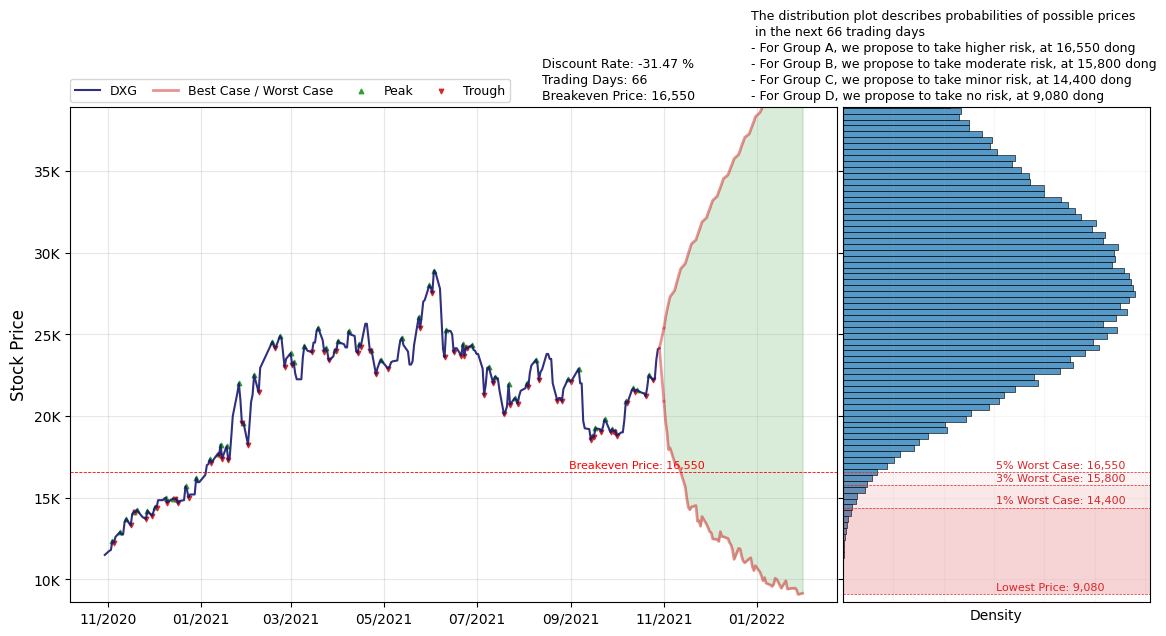 The distribution plot describes probabilities of possible prices
in the next 66 trading days
- For Group A, we propose to take higher risk, at 16,550 dong
- For Group B, we propose to take moderate risk, at 15,800 dong
- For Group C, we propose to take minor risk, at 14,400 dong
- For Group D, we propose to take no risk, at 9,080 dong
Discount Rate: -31.47 %
Trading Days: 66
Breakeven Price: 16,550
DXG
Best Case / Worst Case
Peak
Trough
Stock Price
35K
30K
25K
20K
15K
10K
Breakeven Price: 16,550
5% Worst Case: 16,550
3% Worst Case: 15,800
1% Worst Case: 14,400
Lowest Price: 9,080
11/2020
01/2021
03/2021
05/2021
07/2021
09/2021
11/2021
01/2022
Density